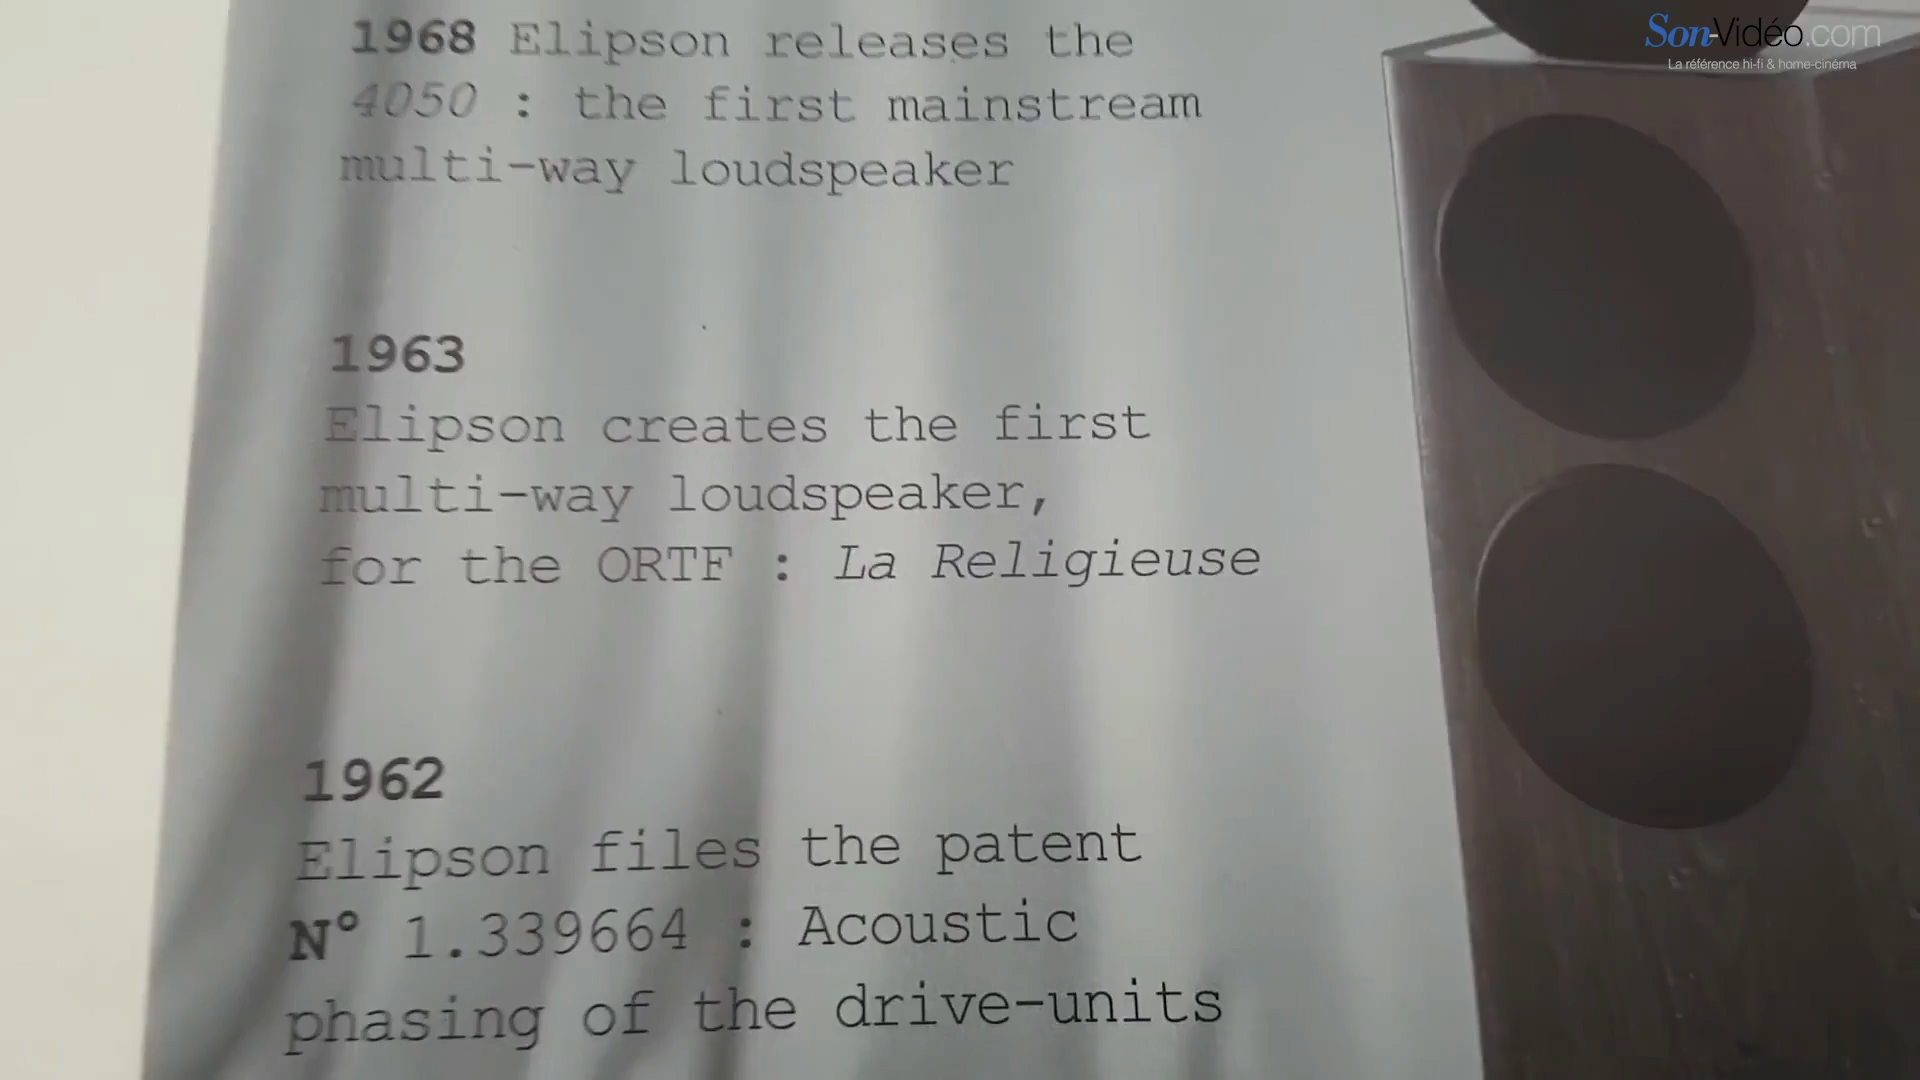 Son-Vidéo.com
La référence hi-fi & home-cinéma
1968 Elipson releases the
4050 : the first mainstream
multi-way loudspeaker
1963
Elipson creates the first
multi-way loudspeaker,
for the ORTF : La Religieuse
1962
Elipson files the patent
N° 1.339664 : Acoustic
phasing of the drive-units